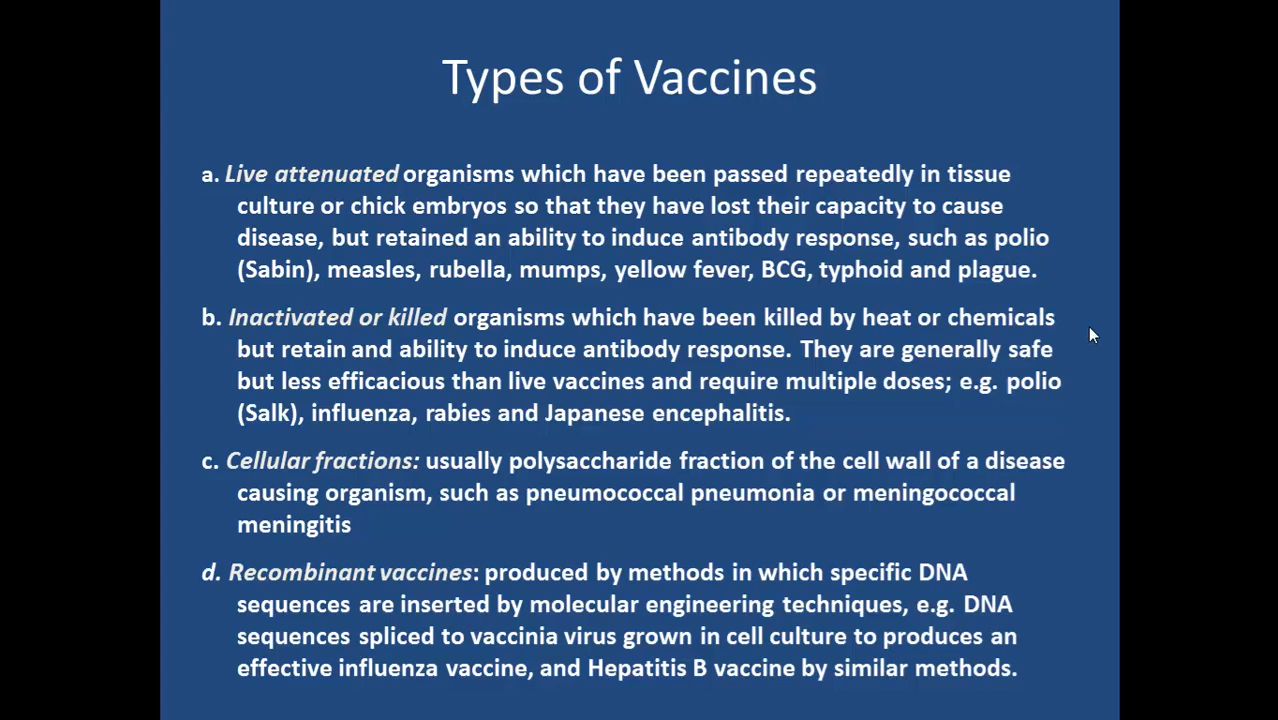 Types of Vaccines
a. Live attenuated organisms which have been passed repeatedly in tissue
culture or chick embryos so that they have lost their capacity to cause
disease, but retained an ability to induce antibody response, such as polio
(Sabin), measles, rubella, mumps, yellow fever, BCG, typhoid and plague.
b. Inactivated or killed organisms which have been killed by heat or chemicals
but retain and ability to induce antibody response. They are generally safe
but less efficacious than live vaccines and require multiple doses; e.g. polio
(Salk), influenza, rabies and Japanese encephalitis.
c. Cellular fractions: usually polysaccharide fraction of the cell wall of a disease
causing organism, such as pneumococcal pneumonia or meningococcal
meningitis
d. Recombinant vaccines: produced by methods in which specific DNA
sequences are inserted by molecular engineering techniques, e.g. DNA
sequences spliced to vaccinia virus grown in cell culture to produces an
effective influenza vaccine, and Hepatitis B vaccine by similar methods.